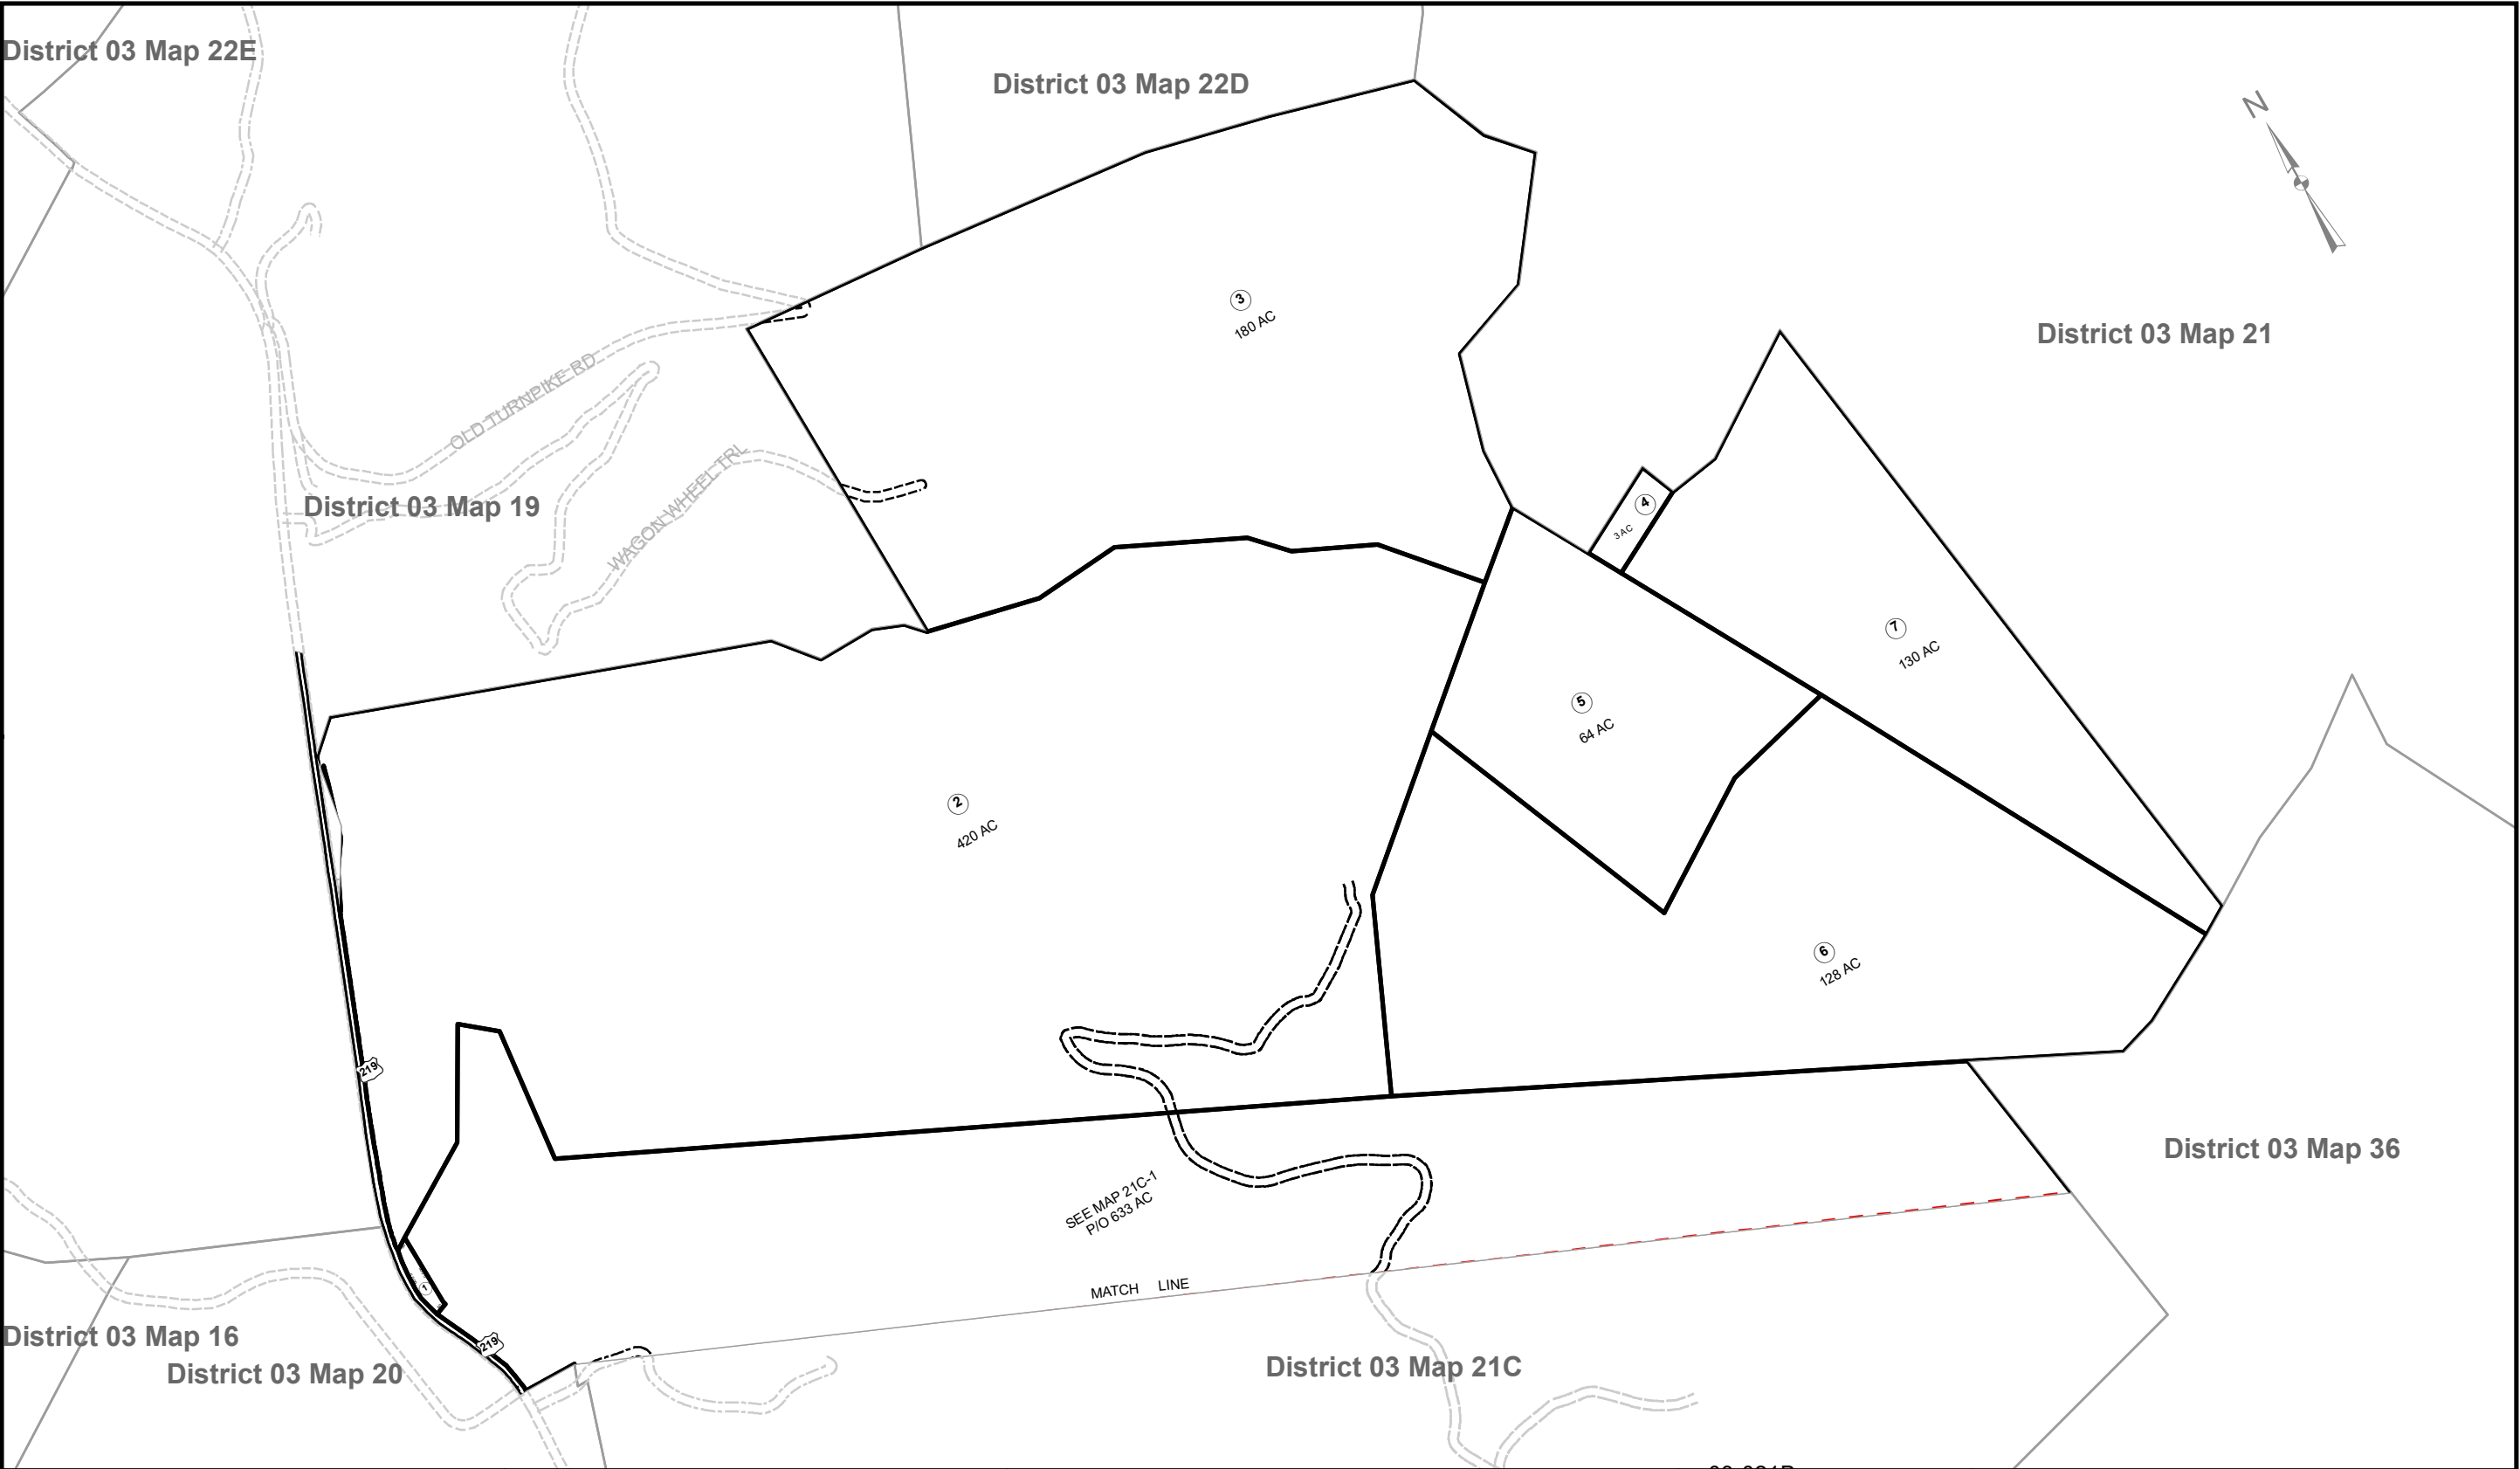 District 03 Map 22E
District 03 Map 22D
N
3
180 AC
District 03 Map 21
OLD TURNPIKE RD
WAGON WHEEL TRL
District 03 Map 19
4
3 AC
7
130 AC
5
64 AC
2
420 AC
6
128 AC
219
District 03 Map 36
SEE MAP 21C-1
P/O 633 AC
MATCH LINE
1
219
District 03 Map 16
District 03 Map 20
District 03 Map 21C